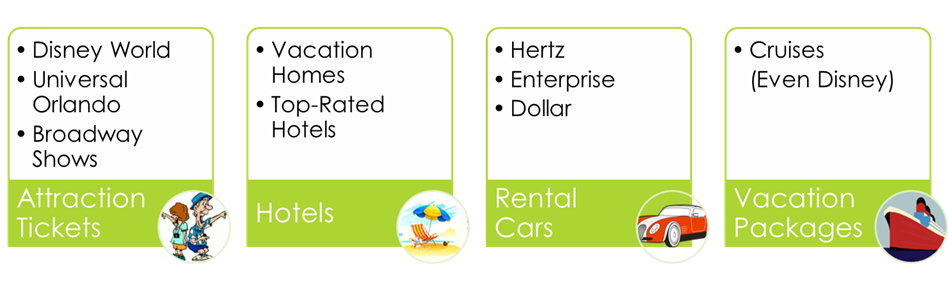 • Disney World
• Universal
Orlando
• Broadway
Shows
Attraction
Tickets
• Vacation
Homes
• Top-Rated
Hotels
Hotels
• Hertz
• Enterprise
• Dollar
Rental
Cars
• Cruises
(Even Disney)
Vacation
Packages